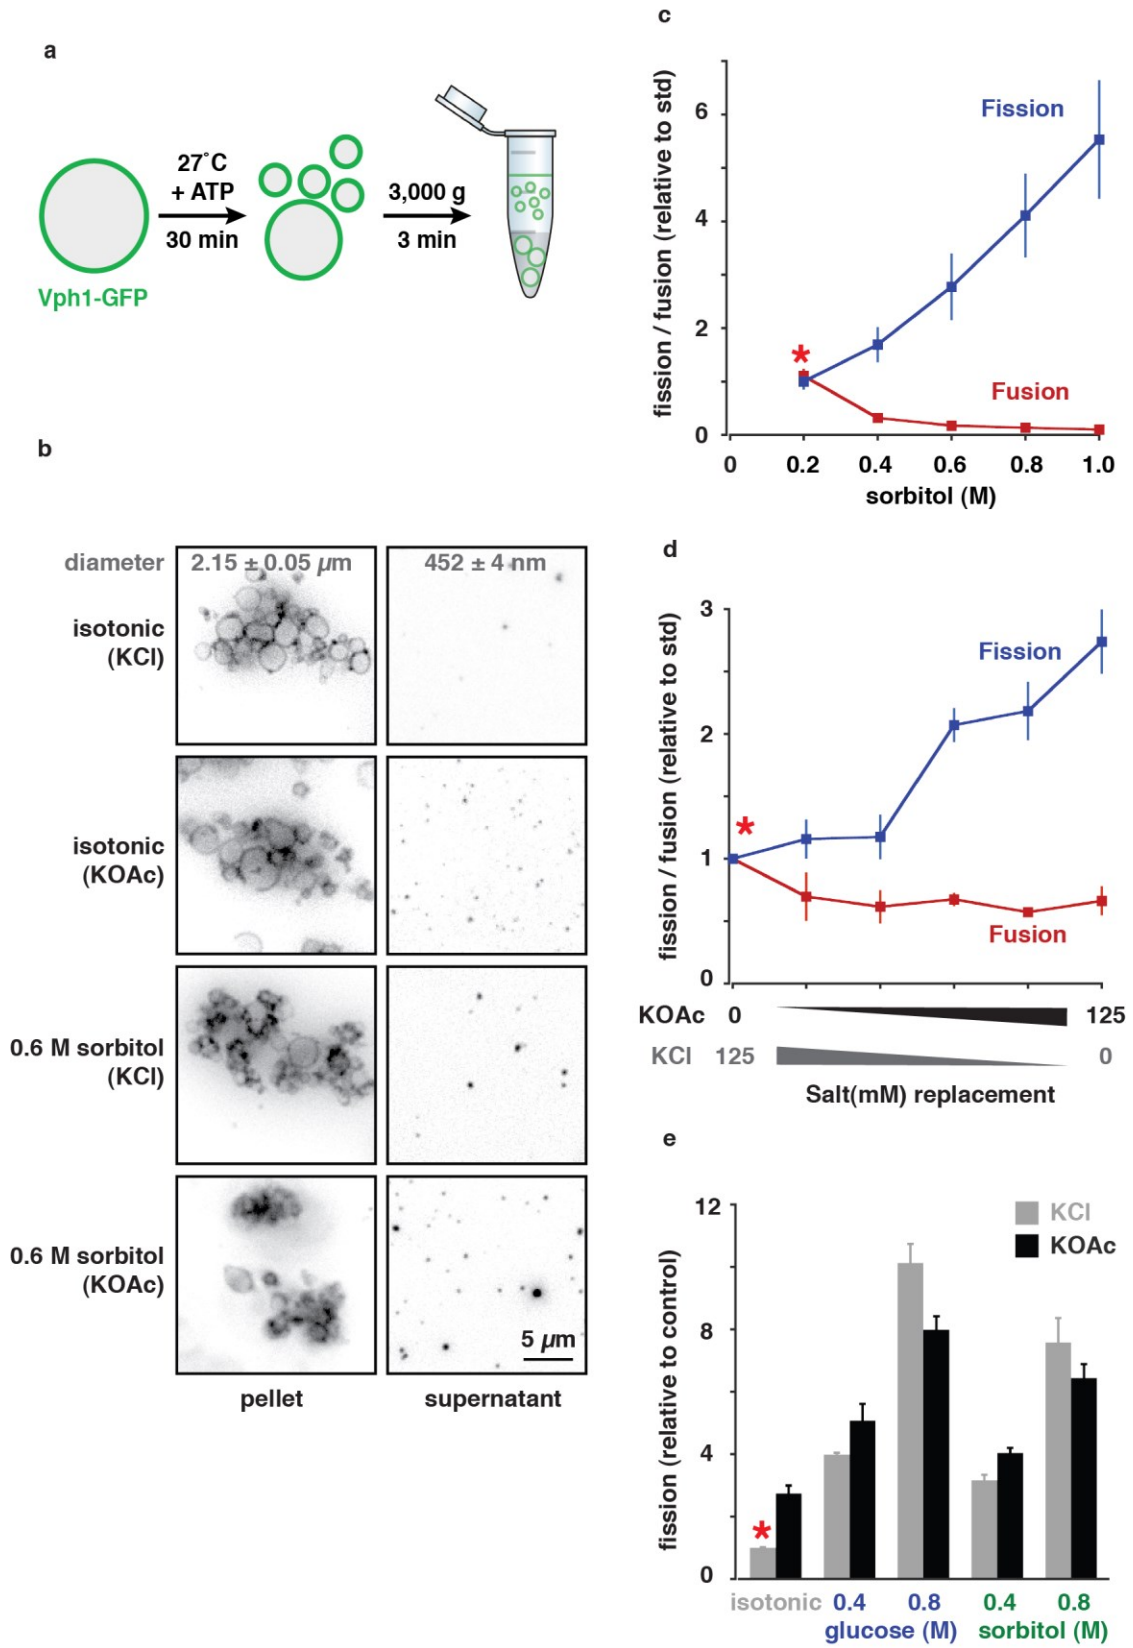 a
27˚C
+ ATP
30 min
3,000 g
3 min
Vph1-GFP
b
diameter
2.15 ± 0.05 µm
452 ± 4 nm
isotonic
(KCl)
isotonic
(KOAc)
0.6 M sorbitol
(KCl)
0.6 M sorbitol
(KOAc)
5 µm
pellet
supernatant
c
fission / fusion (relative to std)
6
4
2
0
Fission
*
Fusion
0
0.2
0.4
0.6
0.8
1.0
sorbitol (M)
d
fission / fusion (relative to std)
3
2
1
0
Fission
*
Fusion
KOAc 0 125
KCl 125 0
Salt(mM) replacement
e
fission (relative to control)
12
8
4
0
KCl
KOAc
*
isotonic 0.4 0.8 0.4 0.8
glucose (M) sorbitol (M)